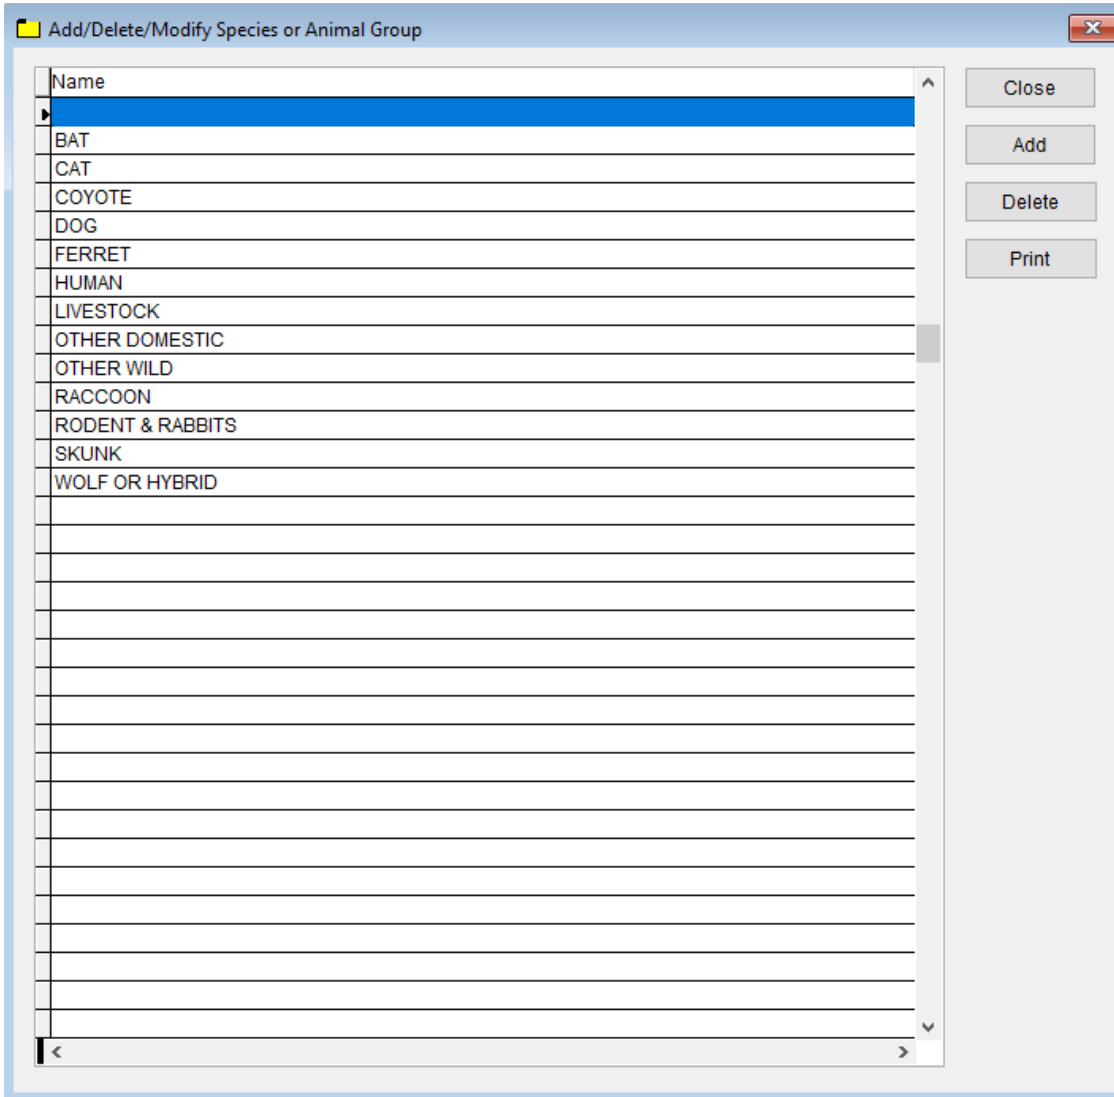 Add/Delete/Modify Species or Animal Group
Name
BAT
CAT
COYOTE
DOG
FERRET
HUMAN
LIVESTOCK
OTHER DOMESTIC
OTHER WILD
RACCOON
RODENT & RABBITS
SKUNK
WOLF OR HYBRID
Close
Add
Delete
Print